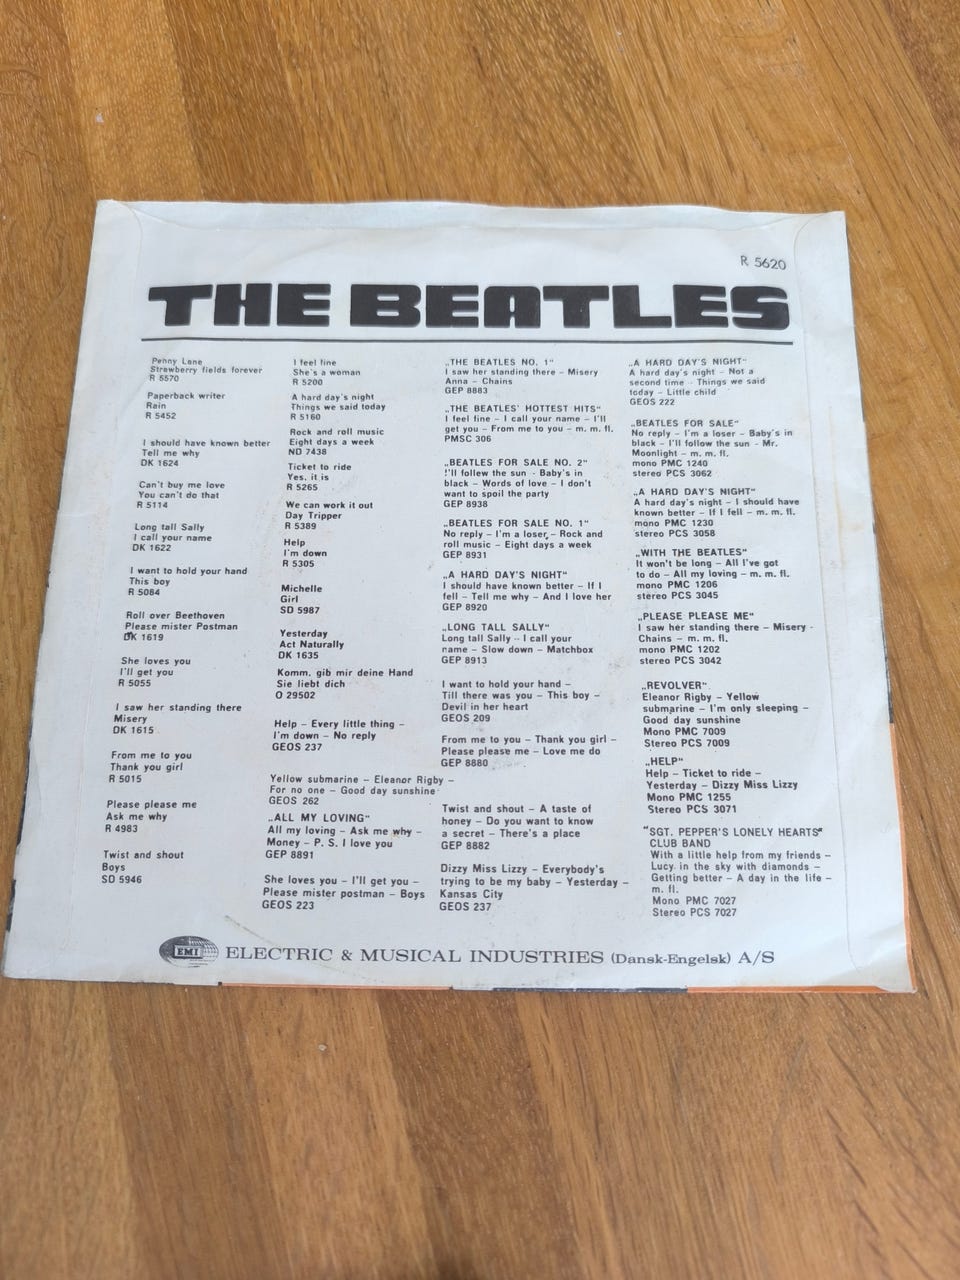 R 5620
THE BEATLES
Penny Lane
Strawberry fields forever
R 5570
Paperback writer
Rain
R 5452
I should have known better
Tell me why
DK 1624
Can't buy me love
You can't do that
R 5114
Long tall Sally
I call your name
DK 1622
I want to hold your hand
This boy
R 5084
Roll over Beethoven
Please mister Postman
DK 1619
She loves you
I'll get you
R 5055
I saw her standing there
Misery
DK 1615
From me to you
Thank you girl
R 5015
Please please me
Ask me why
R 4983
Twist and shout
Boys
SD 5946
I feel fine
She's a woman
R 5200
A hard day's night
Things we said today
R 5160
Rock and roll music
Eight days a week
ND 7438
Ticket to ride
Yes, it is
R 5265
We can work it out
Day Tripper
R 5389
Help
I'm down
R 5305
Michelle
Girl
SD 5987
Yesterday
Act Naturally
DK 1635
Komm, gib mir deine Hand
Sie liebt dich
O 29502
Help – Every little thing –
I'm down – No reply
GEOS 237
Yellow submarine – Eleanor Rigby –
For no one – Good day sunshine
GEOS 262
„ALL MY LOVING"
All my loving – Ask me why –
Money – P. S. I love you
GEP 8891
She loves you – I'll get you –
Please mister postman – Boys
GEOS 223
„THE BEATLES NO. 1"
I saw her standing there – Misery
Anna – Chains
GEP 8883
„THE BEATLES' HOTTEST HITS"
I feel fine – I call your name – I'll
get you – From me to you – m. m. fl.
PMSC 306
„BEATLES FOR SALE NO. 2"
I'll follew the sun - Baby's in
black – Words of love – I don't
want to spoil the party
GEP 8938
„BEATLES FOR SALE NO. 1"
No reply – I'm a loser, – Rock and
roll music – Eight days a week
GEP 8931
„A HARD DAY'S NIGHT"
I should have known better – If I
fell – Tell me why – And I love her
GEP 8920
„LONG TALL SALLY"
Long tall Sally – I call your
name – Slow down – Matchbox
GEP 8913
I want to hold your hand –
Till there was you – This boy –
Devil in her heart
GEOS 209
From me to you – Thank you girl –
Please please me – Love me do
GEP 8880
Twist and shout – A taste of
honey – Do you want to know
a secret – There's a place
GEP 8882
Dizzy Miss Lizzy – Everybody's
trying to be my baby – Yesterday –
Kansas City
GEOS 237
„A HARD DAY'S NIGHT"
A hard day's night – Not a
second time - Things we said
today – Little child
GEOS 222
„BEATLES FOR SALE"
No reply – I'm a loser – Baby's in
black – I'll follow the sun - Mr.
Moonlight – m. m. fl.
mono PMC 1240
stereo PCS 3062
„A HARD DAY'S NIGHT"
A hard day's night – I should have
known better – If I fell – m. m. fl.
mono PMC 1230
stereo PCS 3058
„WITH THE BEATLES"
It won't be long – All I've got
to do – All my loving – m. m. fl.
mono PMC 1206
stereo PCS 3045
„PLEASE PLEASE ME"
I saw her standing there – Misery -
Chains – m. m. fl.
mono PMC 1202
stereo PCS 3042
„REVOLVER"
Eleanor Rigby – Yellow
submarine – I'm only sleeping –
Good day sunshine
Mono PMC 7009
Stereo PCS 7009
„HELP"
Help – Ticket to ride –
Yesterday – Dizzy Miss Lizzy
Mono PMC 1255
Stereo PCS 3071
"SGT. PEPPER'S LONELY HEARTS"
CLUB BAND
With a little help from my friends –
Lucy in the sky with diamonds –
Getting better – A day in the life –
m. fl.
Mono PMC 7027
Stereo PCS 7027
EMI ELECTRIC & MUSICAL INDUSTRIES (Dansk-Engelsk) A/S